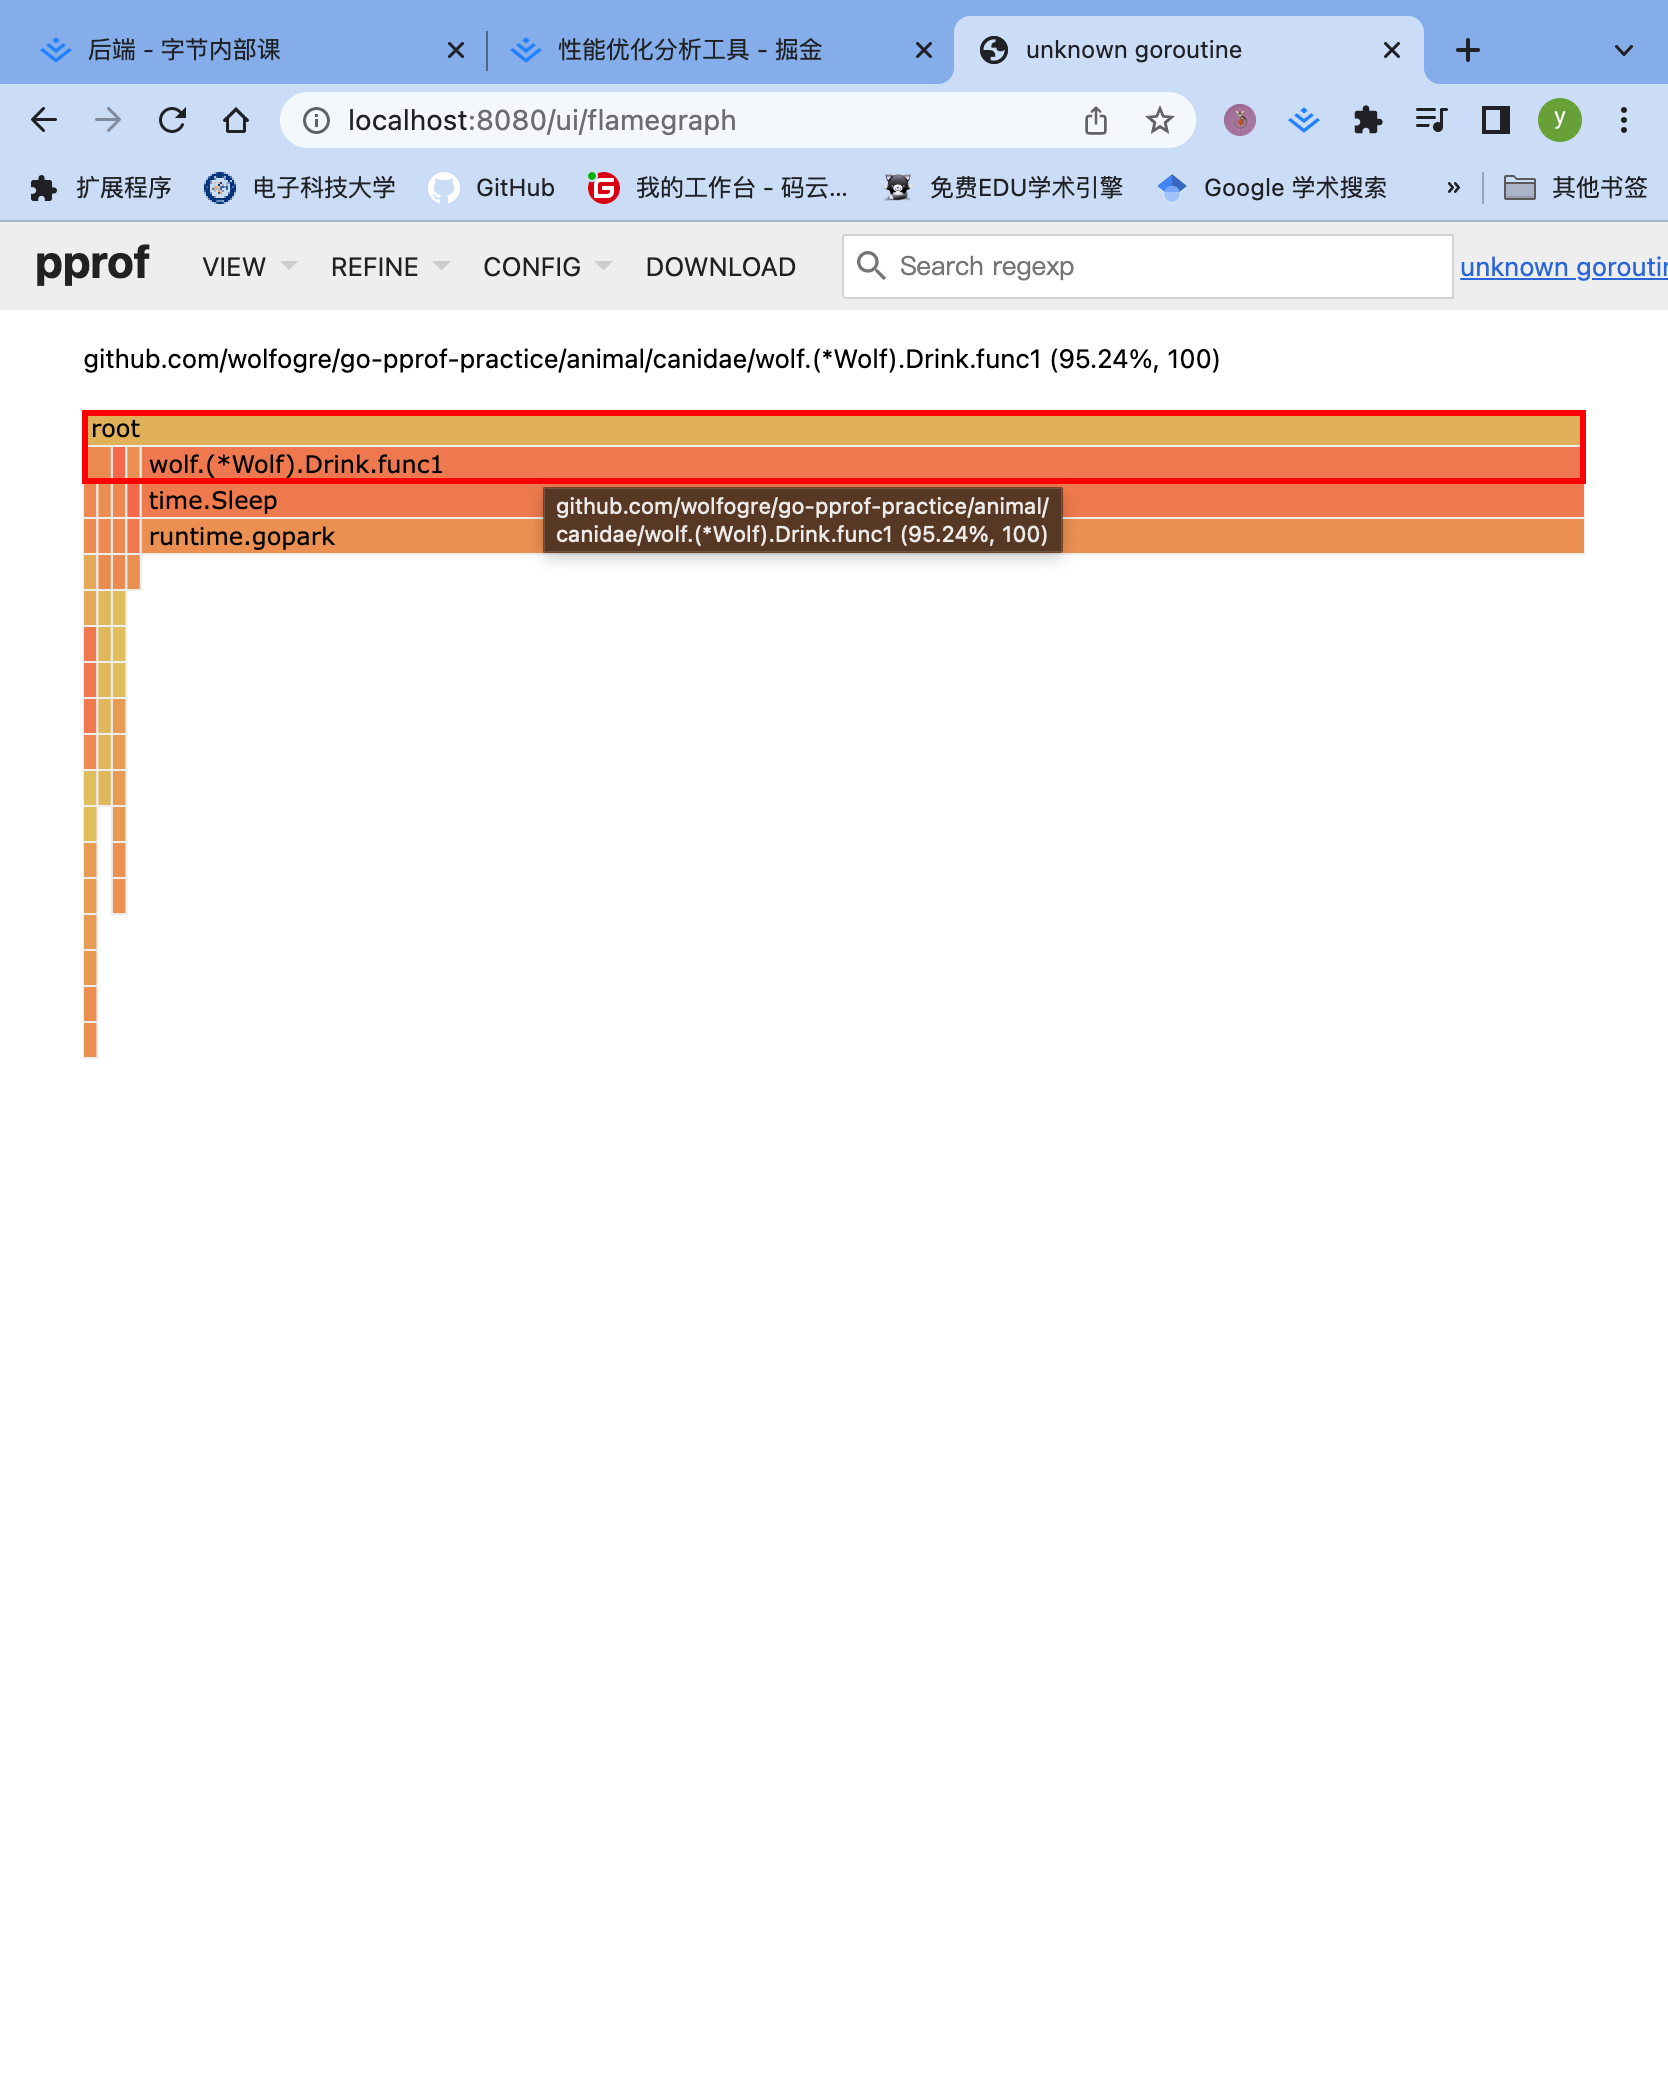 后端 - 字节内部课
性能优化分析工具 - 掘金
unknown goroutine
localhost:8080/ui/flamegraph
y
扩展程序
电子科技大学
GitHub
我的工作台 - 码云...
免费EDU学术引擎
Google 学术搜索
»
其他书签
pprof
VIEW
REFINE
CONFIG
DOWNLOAD
Search regexp
unknown goroutin
github.com/wolfogre/go-pprof-practice/animal/canidae/wolf.(*Wolf).Drink.func1 (95.24%, 100)
root
wolf.(*Wolf).Drink.func1
time.Sleep
runtime.gopark
github.com/wolfogre/go-pprof-practice/animal/
canidae/wolf.(*Wolf).Drink.func1 (95.24%, 100)